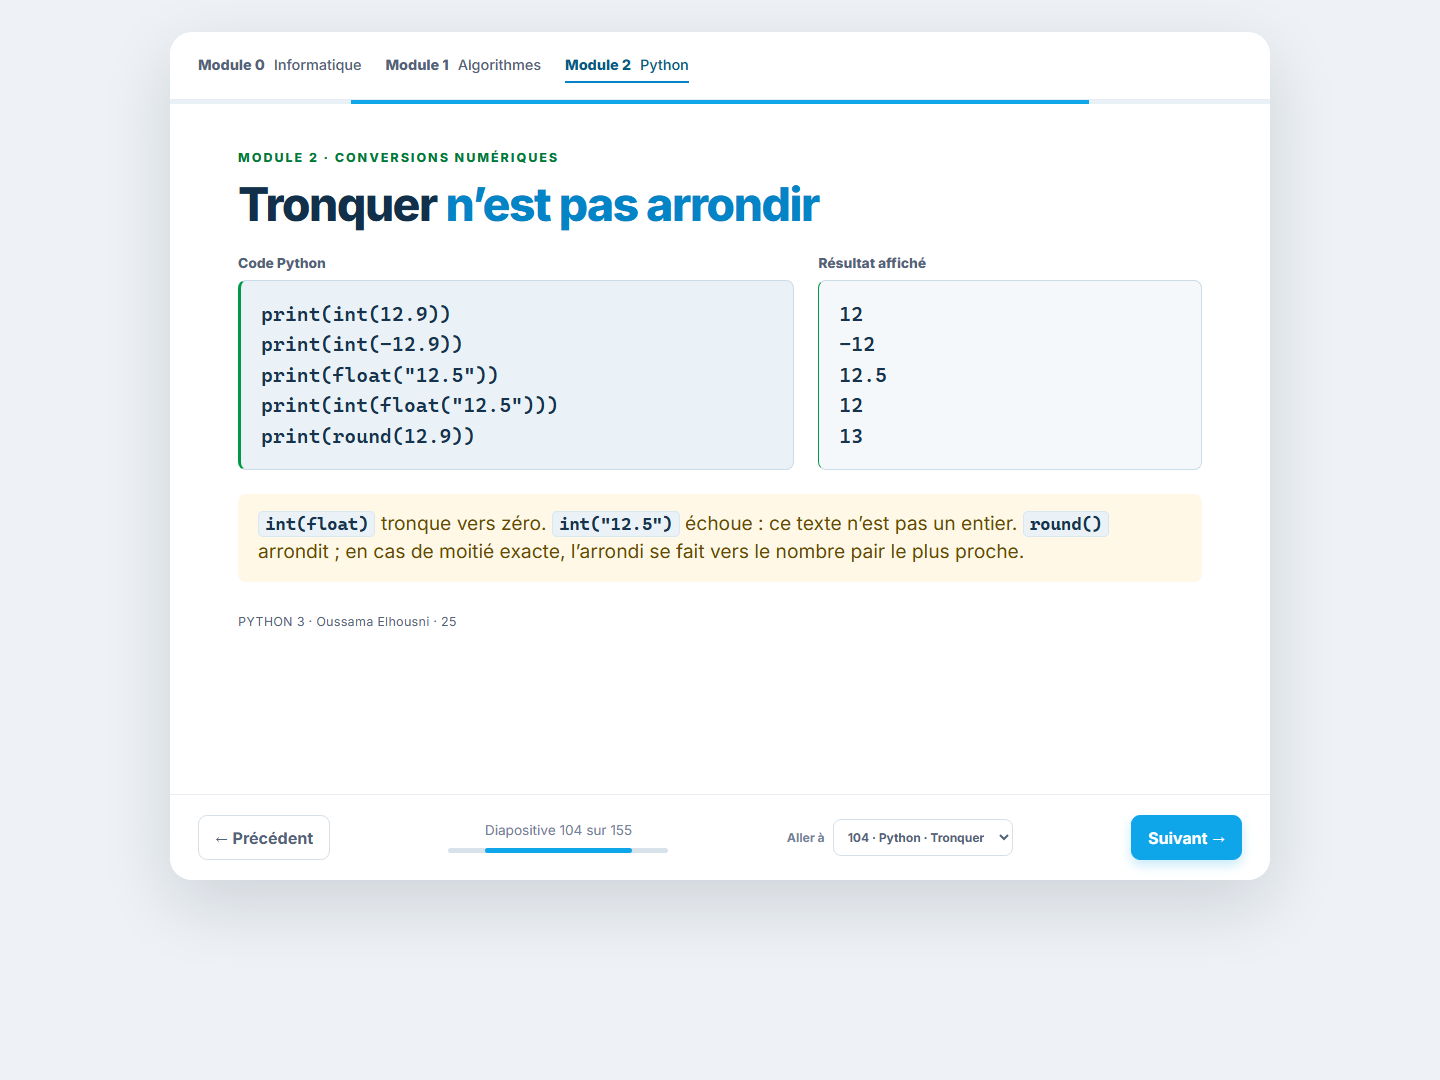 Module 0 Informatique Module 1 Algorithmes Module 2 Python
MODULE 2 · CONVERSIONS NUMÉRIQUES
Tronquer n’est pas arrondir
Code Python
print(int(12.9))
print(int(−12.9))
print(float("12.5"))
print(int(float("12.5")))
print(round(12.9))
Résultat affiché
12
−12
12.5
12
13
int(float) tronque vers zéro. int("12.5") échoue : ce texte n’est pas un entier. round()
arrondit ; en cas de moitié exacte, l’arrondi se fait vers le nombre pair le plus proche.
PYTHON 3 · Oussama Elhousni · 25
← Précédent
Diapositive 104 sur 155
Aller à 104 · Python · Tronquer
Suivant →